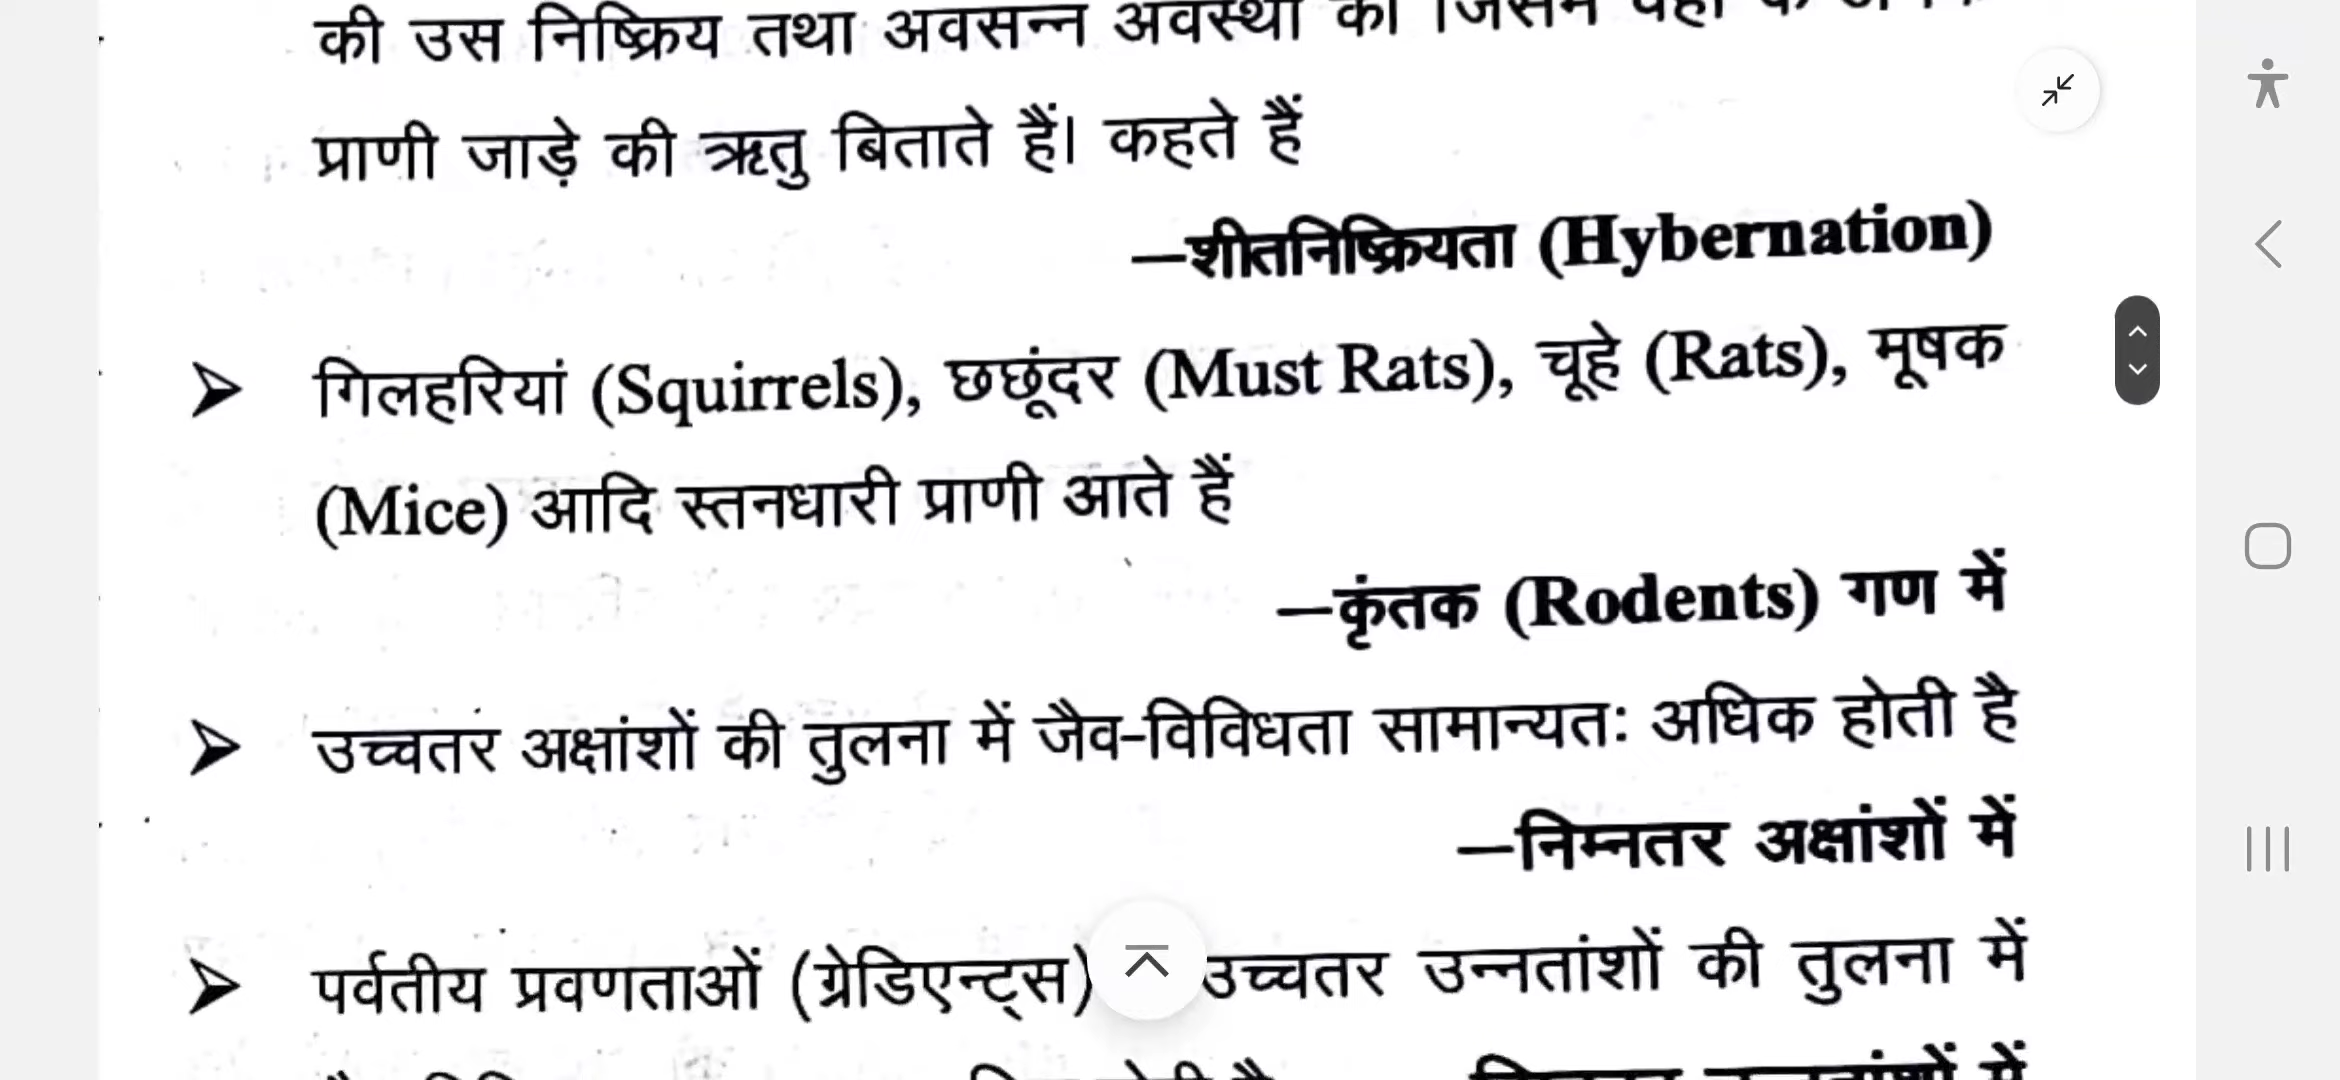 की उस निष्क्रिय तथा अवसन्न अवस्था को जिसमें वहां के
प्राणी जाड़े की ऋतु बिताते हैं। कहते हैं
—शीतनिष्क्रियता (Hybernation)
➤ गिलहरियां (Squirrels), छछूंदर (Must Rats), चूहे (Rats), मूषक
(Mice) आदि स्तनधारी प्राणी आते हैं
—कृंतक (Rodents) गण में
➤ उच्चतर अक्षांशों की तुलना में जैव-विविधता सामान्यतः अधिक होती है
—निम्नतर अक्षांशों में
➤ पर्वतीय प्रवणताओं (ग्रेडिएन्ट्स) उच्चतर उन्नतांशों की तुलना में